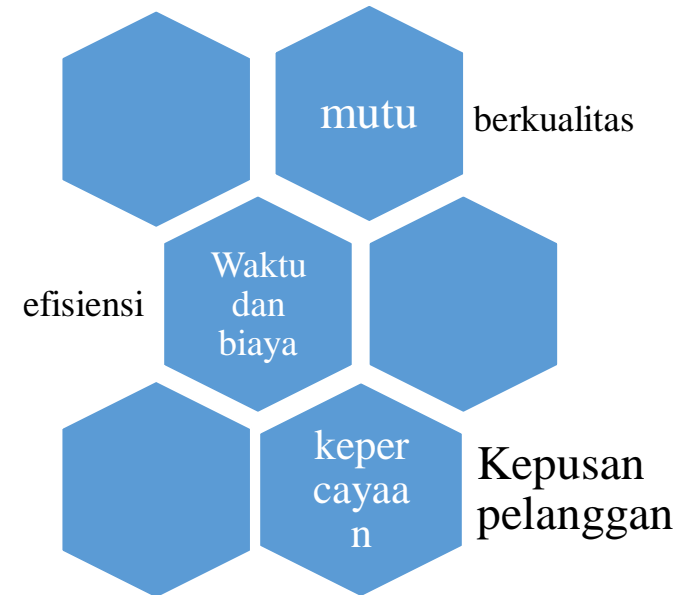 mutu
berkualitas
Waktu
dan
biaya
efisiensi
keper
cayaa
n
Kepusan
pelanggan